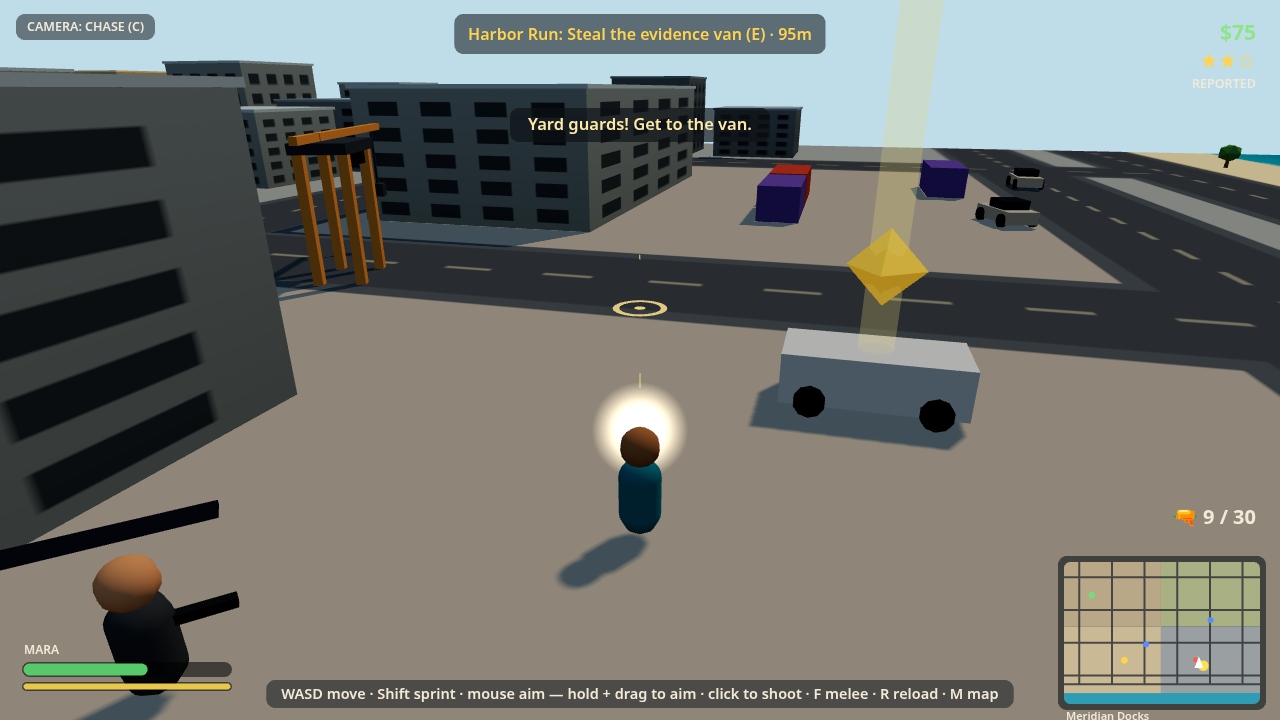 CAMERA: CHASE (C)
Harbor Run: Steal the evidence van (E) · 95m
$75
REPORTED
Yard guards! Get to the van.
9 / 30
MARA
WASD move · Shift sprint · mouse aim — hold + drag to aim · click to shoot · F melee · R reload · M map
Meridian Docks